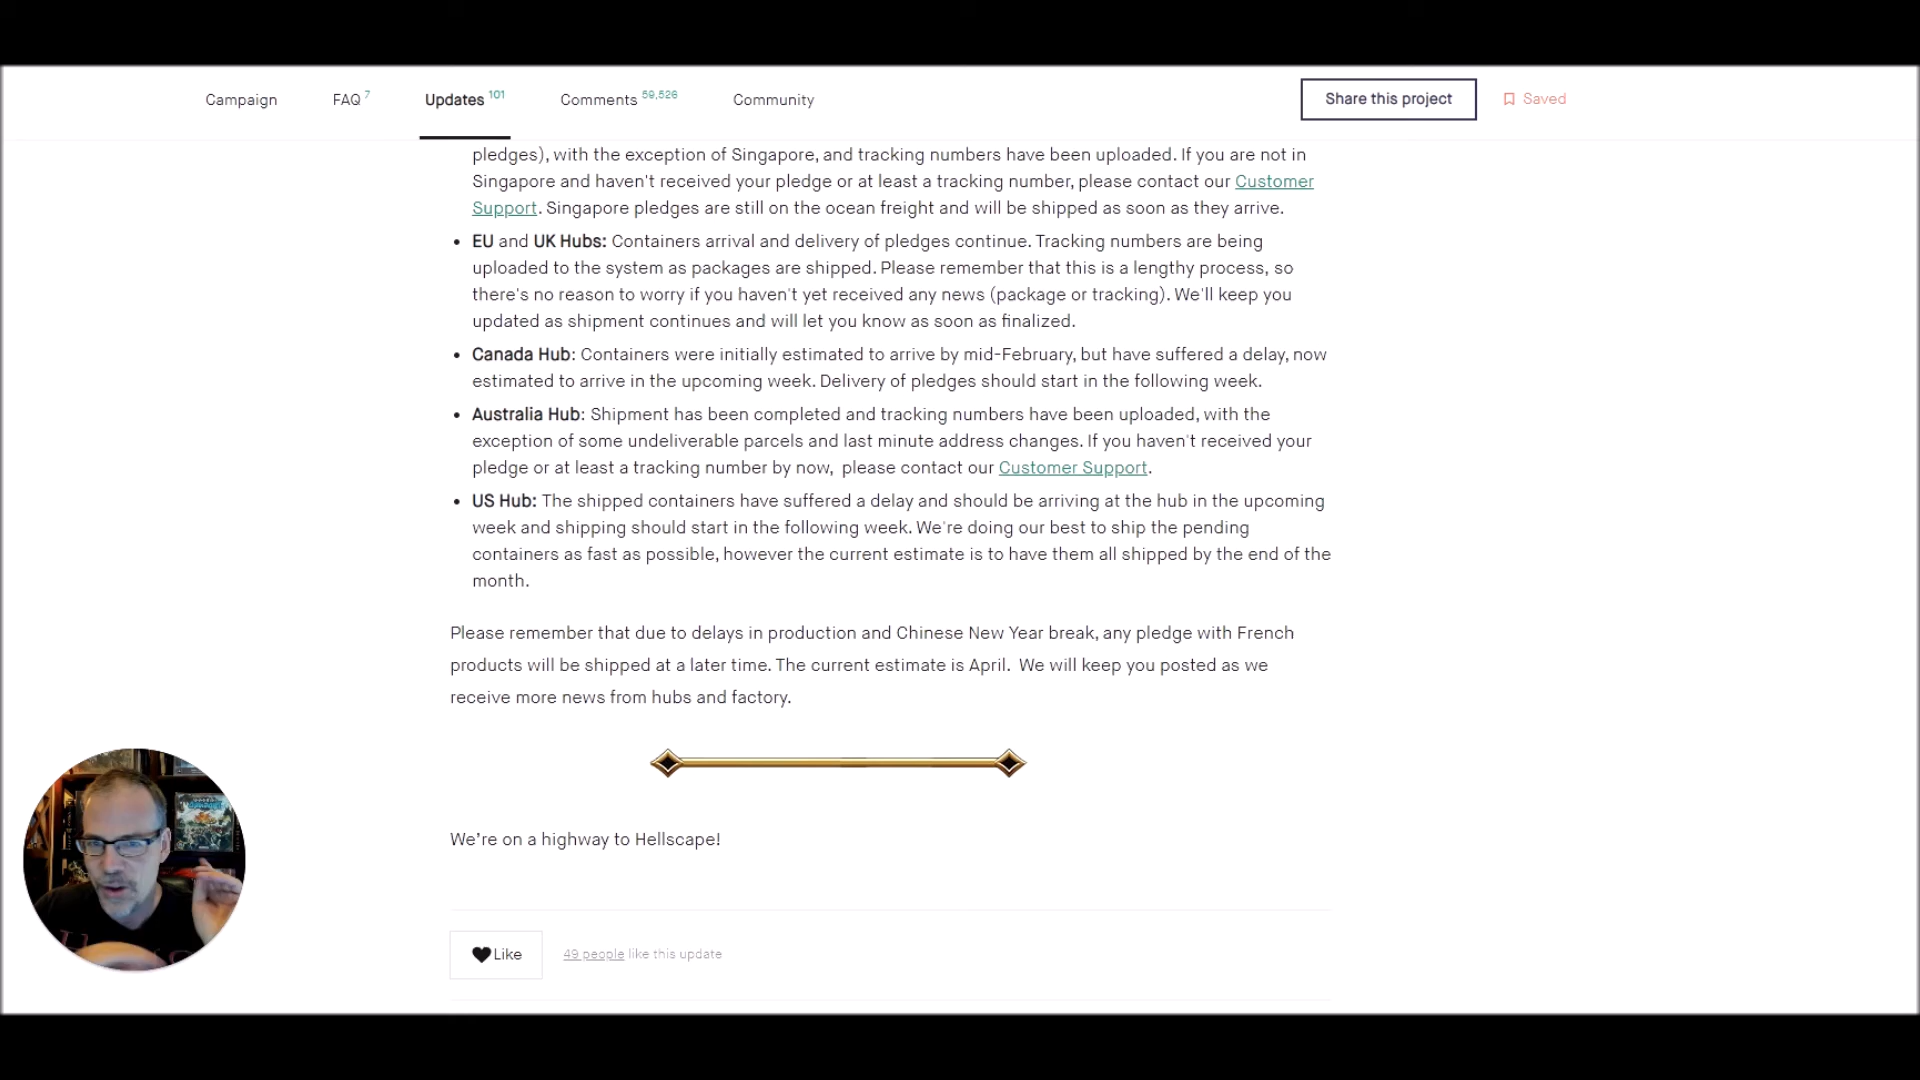 Campaign FAQ 7 Updates 101 Comments 59,526 Community Share this project Saved
pledges), with the exception of Singapore, and tracking numbers have been uploaded. If you are not in
Singapore and haven't received your pledge or at least a tracking number, please contact our Customer
Support. Singapore pledges are still on the ocean freight and will be shipped as soon as they arrive.
• EU and UK Hubs: Containers arrival and delivery of pledges continue. Tracking numbers are being
uploaded to the system as packages are shipped. Please remember that this is a lengthy process, so
there's no reason to worry if you haven't yet received any news (package or tracking). We'll keep you
updated as shipment continues and will let you know as soon as finalized.
• Canada Hub: Containers were initially estimated to arrive by mid-February, but have suffered a delay, now
estimated to arrive in the upcoming week. Delivery of pledges should start in the following week.
• Australia Hub: Shipment has been completed and tracking numbers have been uploaded, with the
exception of some undeliverable parcels and last minute address changes. If you haven't received your
pledge or at least a tracking number by now, please contact our Customer Support.
• US Hub: The shipped containers have suffered a delay and should be arriving at the hub in the upcoming
week and shipping should start in the following week. We're doing our best to ship the pending
containers as fast as possible, however the current estimate is to have them all shipped by the end of the
month.
Please remember that due to delays in production and Chinese New Year break, any pledge with French
products will be shipped at a later time. The current estimate is April. We will keep you posted as we
receive more news from hubs and factory.
We're on a highway to Hellscape!
Like 49 people like this update